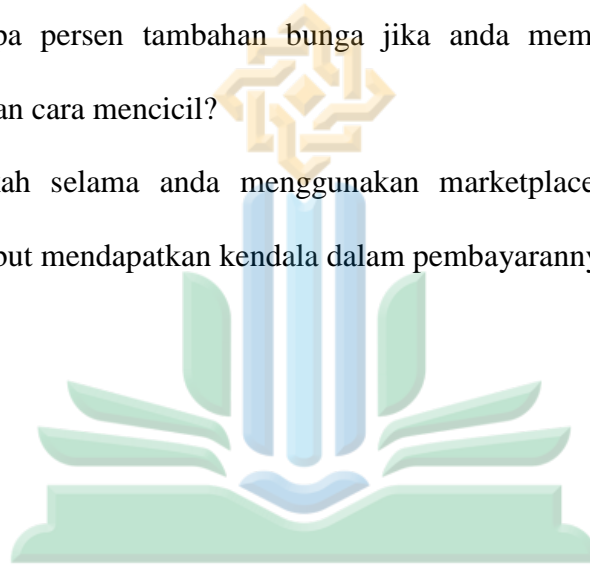 pa persen tambahan bunga jika anda mem
an cara mencicil?
ah selama anda menggunakan marketplace
but mendapatkan kendala dalam pembayaranny